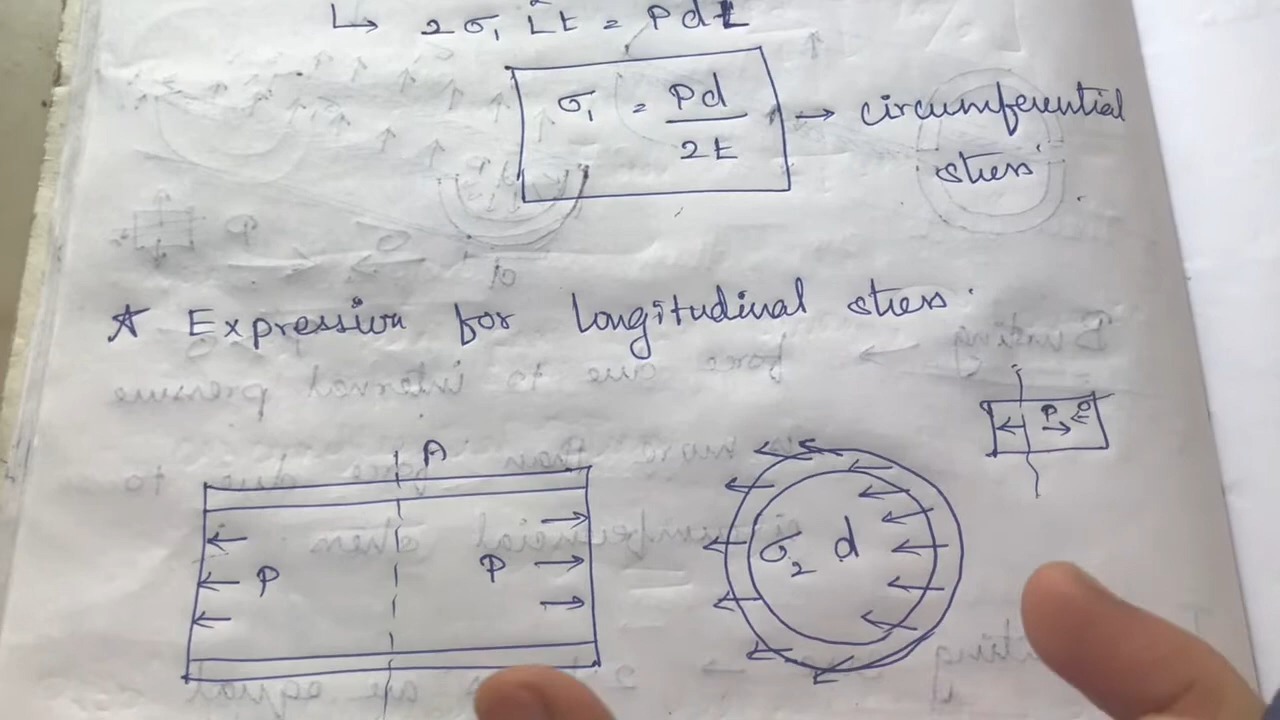 ↳ 2σ₁ Lt = Pdt
σ₁ = Pd / 2t → circumferential
stress
☆ Expression for longitudinal stress.
A
P P
σ₂ d
P σ